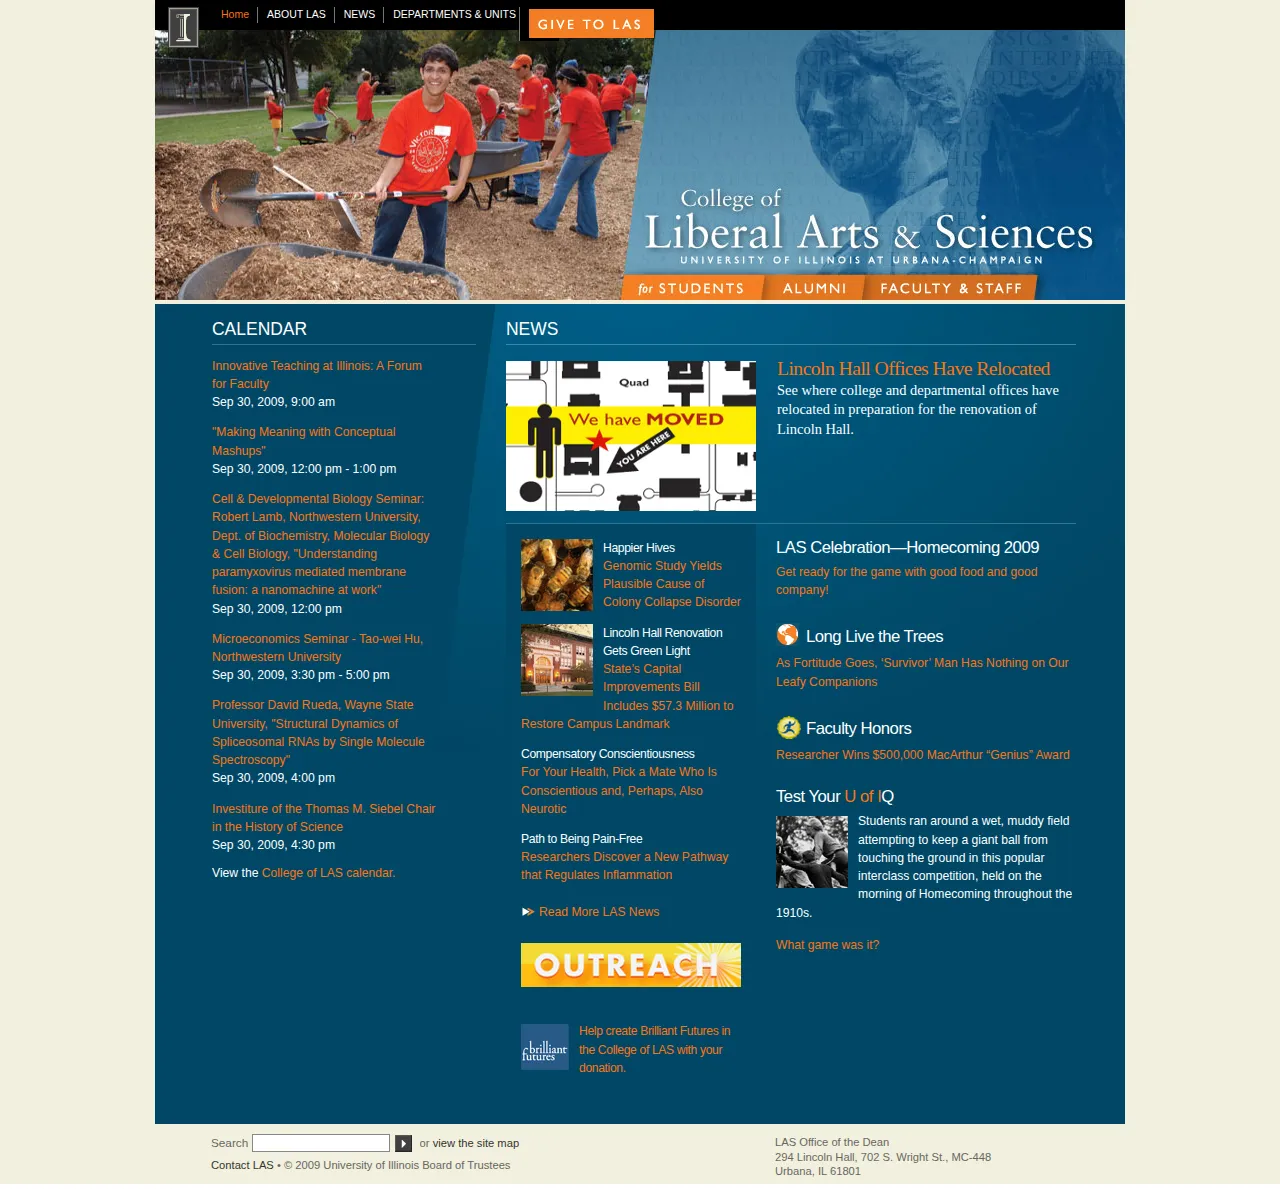 Home
ABOUT LAS
NEWS
DEPARTMENTS & UNITS
GIVE TO LAS
College of
Liberal Arts & Sciences
UNIVERSITY OF ILLINOIS AT URBANA-CHAMPAIGN
for STUDENTS
ALUMNI
FACULTY & STAFF
CALENDAR
Innovative Teaching at Illinois: A Forum
for Faculty
Sep 30, 2009, 9:00 am
"Making Meaning with Conceptual
Mashups"
Sep 30, 2009, 12:00 pm - 1:00 pm
Cell & Developmental Biology Seminar:
Robert Lamb, Northwestern University,
Dept. of Biochemistry, Molecular Biology
& Cell Biology, "Understanding
paramyxovirus mediated membrane
fusion: a nanomachine at work"
Sep 30, 2009, 12:00 pm
Microeconomics Seminar - Tao-wei Hu,
Northwestern University
Sep 30, 2009, 3:30 pm - 5:00 pm
Professor David Rueda, Wayne State
University, "Structural Dynamics of
Spliceosomal RNAs by Single Molecule
Spectroscopy"
Sep 30, 2009, 4:00 pm
Investiture of the Thomas M. Siebel Chair
in the History of Science
Sep 30, 2009, 4:30 pm
View the College of LAS calendar.
NEWS
Quad
We have MOVED
YOU ARE HERE
Lincoln Hall Offices Have Relocated
See where college and departmental offices have
relocated in preparation for the renovation of
Lincoln Hall.
Happier Hives
Genomic Study Yields
Plausible Cause of
Colony Collapse Disorder
Lincoln Hall Renovation
Gets Green Light
State’s Capital
Improvements Bill
Includes $57.3 Million to
Restore Campus Landmark
Compensatory Conscientiousness
For Your Health, Pick a Mate Who Is
Conscientious and, Perhaps, Also
Neurotic
Path to Being Pain-Free
Researchers Discover a New Pathway
that Regulates Inflammation
Read More LAS News
OUTREACH
brilliant
futures
Help create Brilliant Futures in
the College of LAS with your
donation.
LAS Celebration—Homecoming 2009
Get ready for the game with good food and good
company!
Long Live the Trees
As Fortitude Goes, ‘Survivor’ Man Has Nothing on Our
Leafy Companions
Faculty Honors
Researcher Wins $500,000 MacArthur “Genius” Award
Test Your U of IQ
Students ran around a wet, muddy field
attempting to keep a giant ball from
touching the ground in this popular
interclass competition, held on the
morning of Homecoming throughout the
1910s.
What game was it?
Search
or view the site map
Contact LAS • © 2009 University of Illinois Board of Trustees
LAS Office of the Dean
294 Lincoln Hall, 702 S. Wright St., MC-448
Urbana, IL 61801